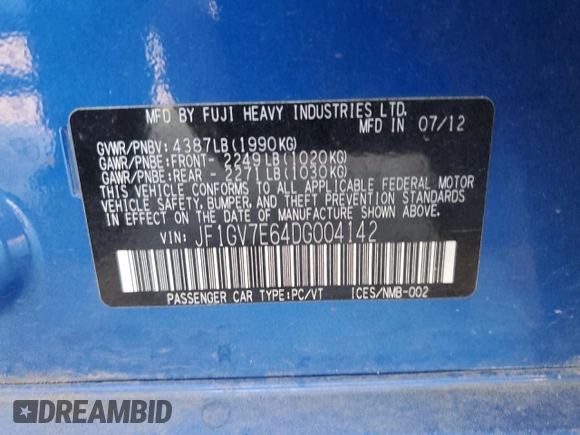 MFD BY FUJI HEAVY INDUSTRIES LTD.
MFD IN 07/12
GVWR/PNBV: 4387LB(1990KG)
GAWR/PNBE:FRONT- 2249LB(1020KG)
GAWR/PNBE:REAR - 2271LB(1030KG)
THIS VEHICLE CONFORMS TO ALL APPLICABLE FEDERAL MOTOR
VEHICLE SAFETY, BUMPER, AND THEFT PREVENTION STANDARDS
IN EFFECT ON THE DATE OF MANUFACTURE SHOWN ABOVE.
VIN: JF1GV7E64DG004142
PASSENGER CAR TYPE:PC/VT ICES/NMB-002
DREAMBID